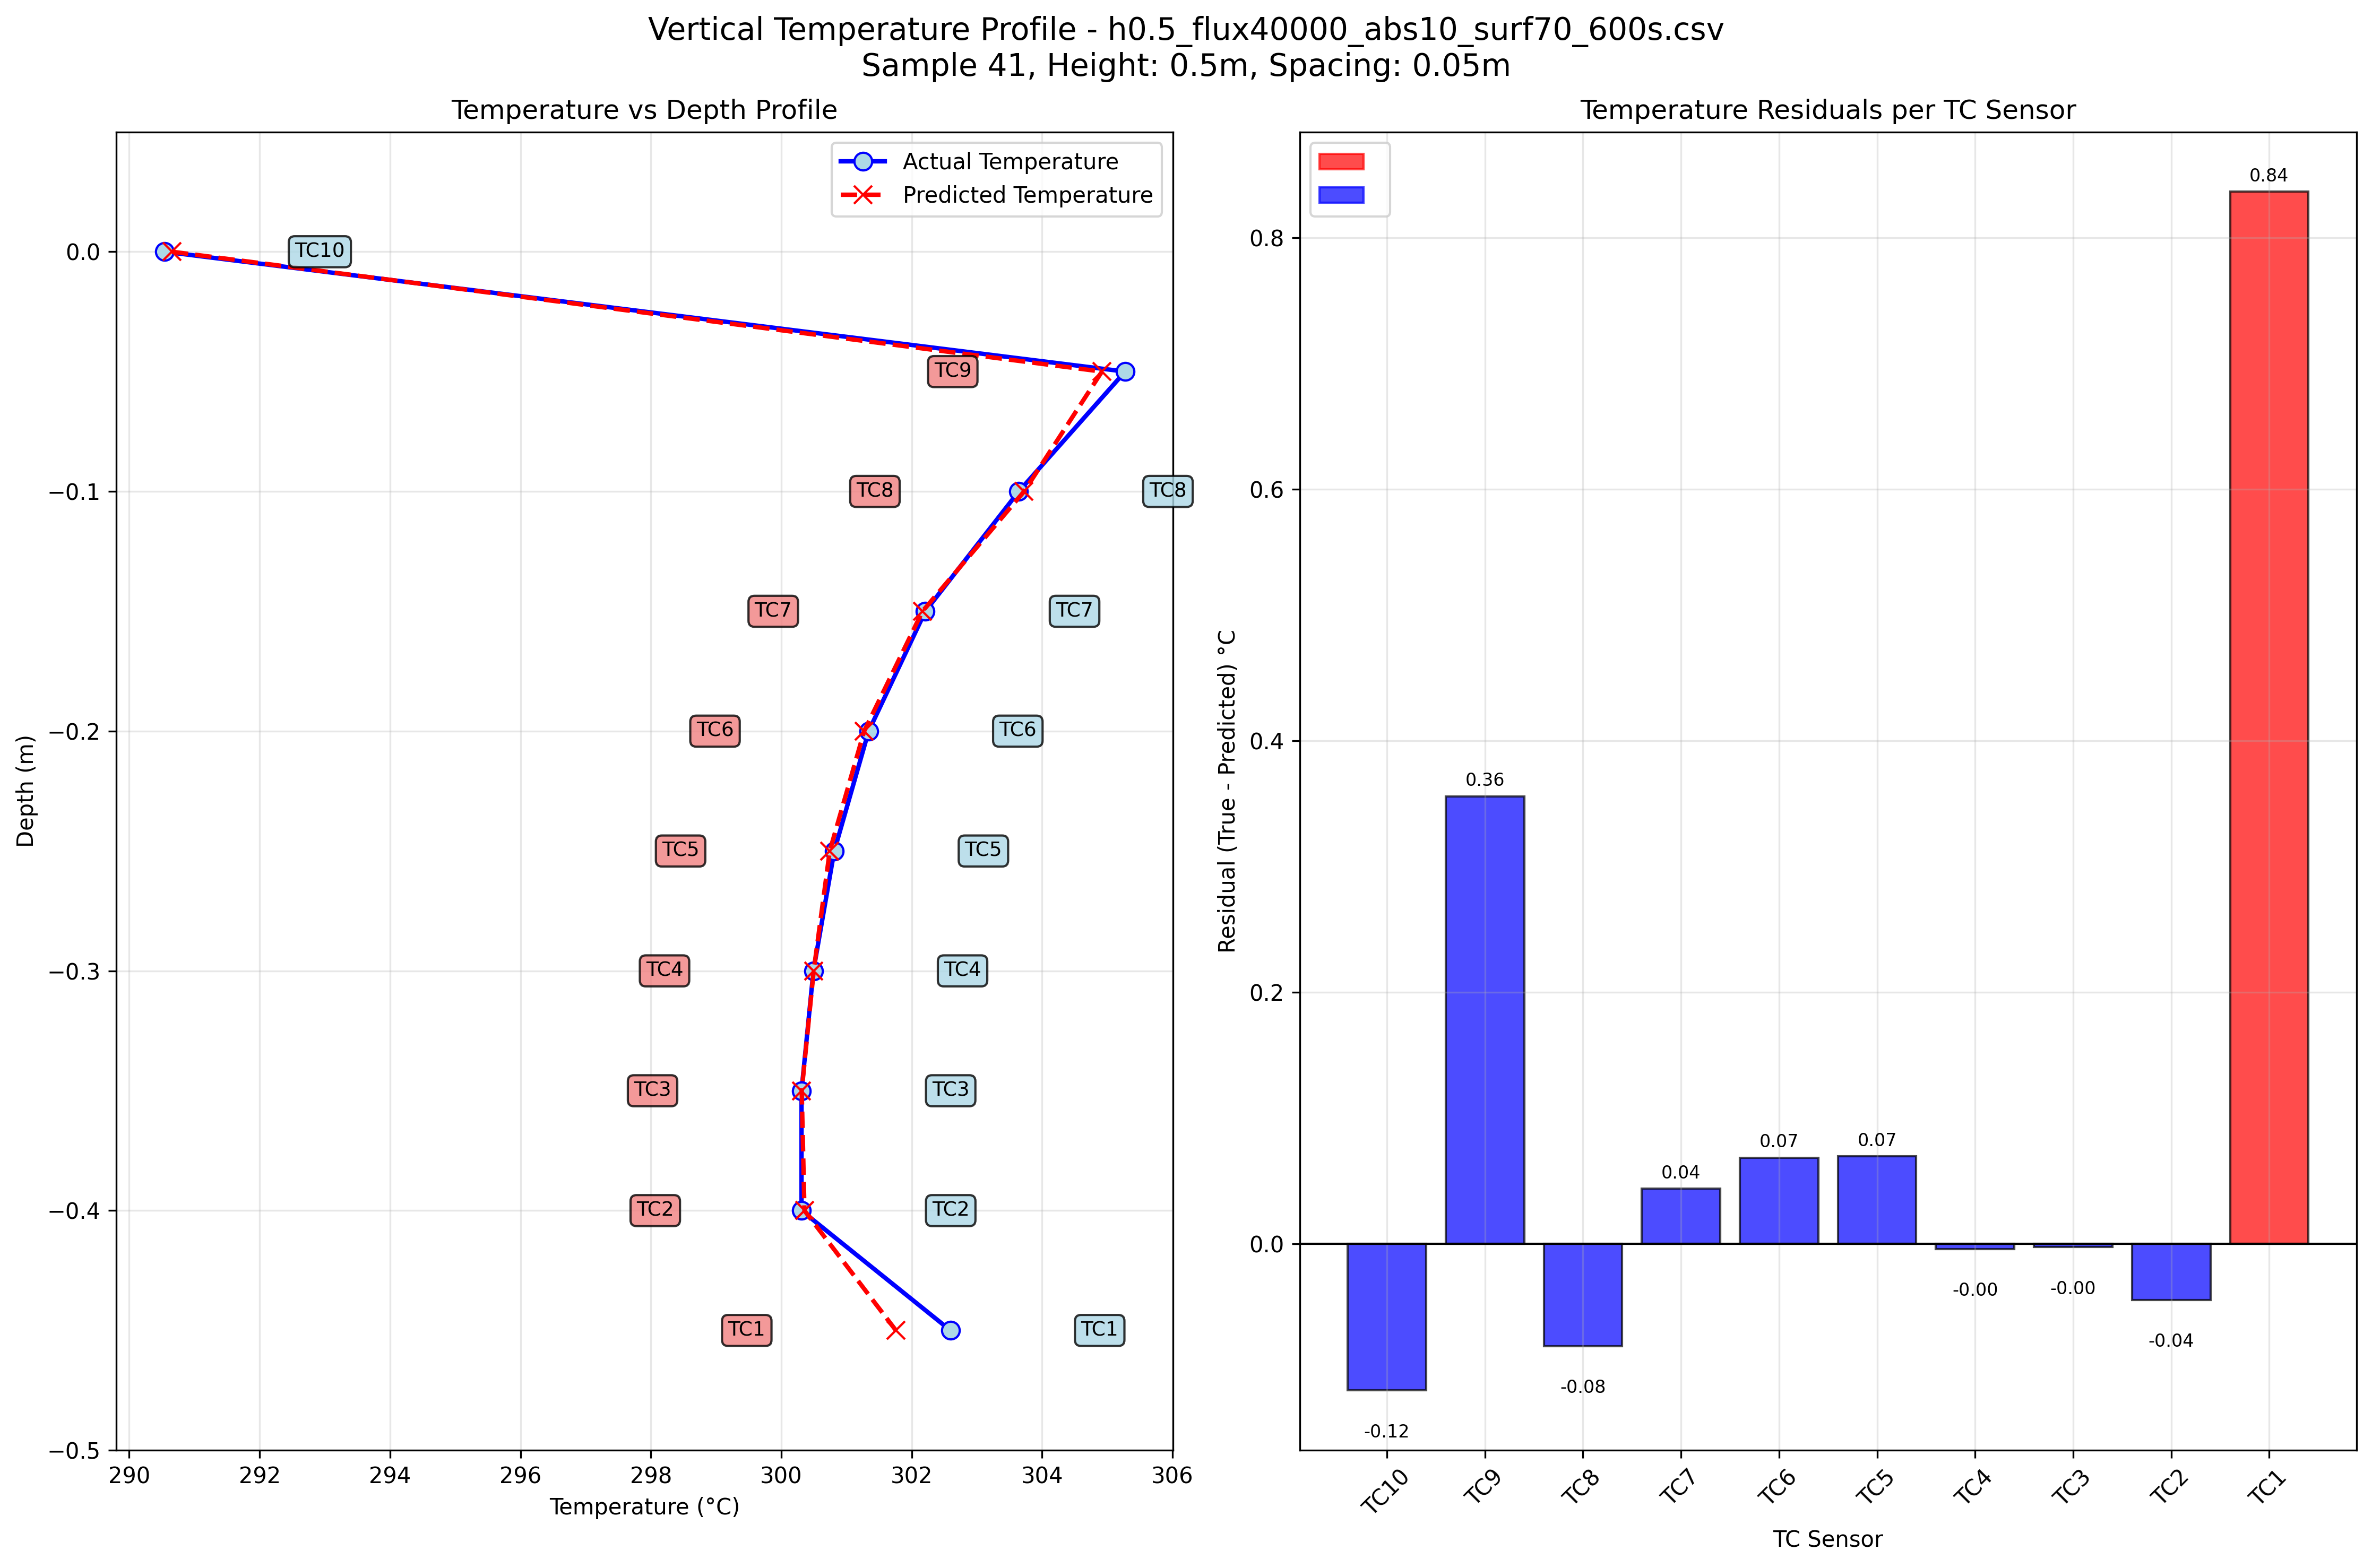 Vertical Temperature Profile - h0.5_flux40000_abs10_surf70_600s.csv
Sample 41, Height: 0.5m, Spacing: 0.05m
Temperature vs Depth Profile
Actual Temperature
Predicted Temperature
TC10
TC9
TC8
TC8
TC7
TC7
TC6
TC6
TC5
TC5
TC4
TC4
TC3
TC3
TC2
TC2
TC1
TC1
0.0
−0.1
−0.2
−0.3
−0.4
−0.5
Depth (m)
290 292 294 296 298 300 302 304 306
Temperature (°C)
Temperature Residuals per TC Sensor
0.84
0.36
0.07
0.07
0.04
-0.00
-0.00
-0.04
-0.08
-0.12
0.8
0.6
0.4
0.2
0.0
Residual (True - Predicted) °C
TC10 TC9 TC8 TC7 TC6 TC5 TC4 TC3 TC2 TC1
TC Sensor